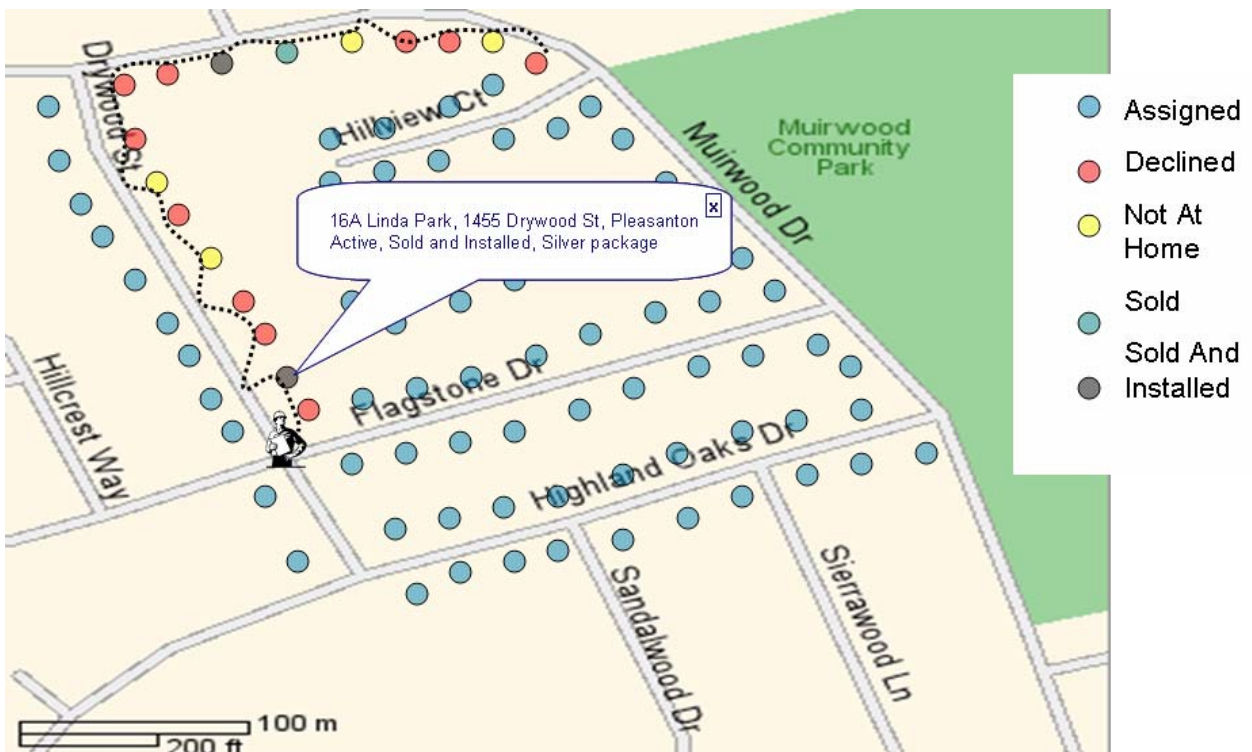 Drywood St
Hillview Ct
Muirwood Dr
Muirwood
Community
Park
x
16A Linda Park, 1455 Drywood St, Pleasanton
Active, Sold and Installed, Silver package
Hillcrest Way
Flagstone Dr
Highland Oaks Dr
Sandalwood Dr
Sierrawood Ln
100 m
200 ft
Assigned
Declined
Not At
Home
Sold
Sold And
Installed